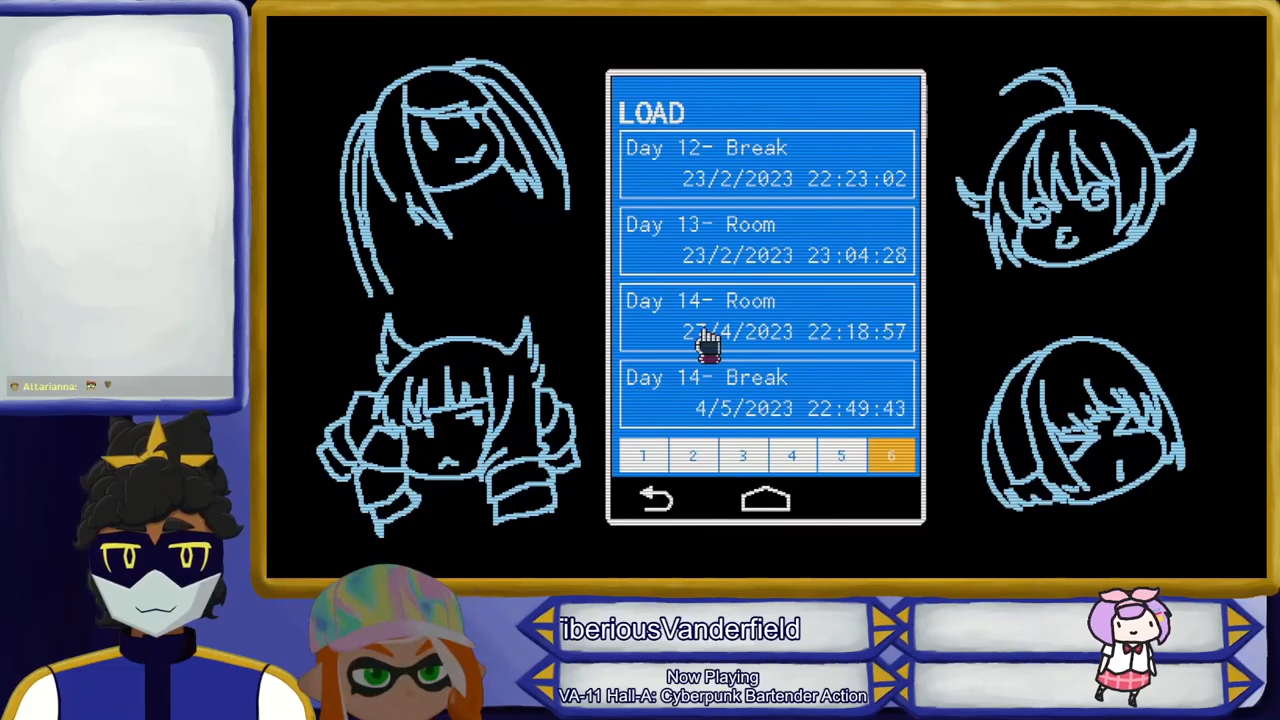 LOAD
Day 12- Break
23/2/2023 22:23:02
Day 13- Room
23/2/2023 23:04:28
Day 14- Room
27/4/2023 22:18:57
Day 14- Break
4/5/2023 22:49:43
1 2 3 4 5 6
Altarianna:
TiberiousVanderfield
Now Playing
VA-11 Hall-A: Cyberpunk Bartender Action